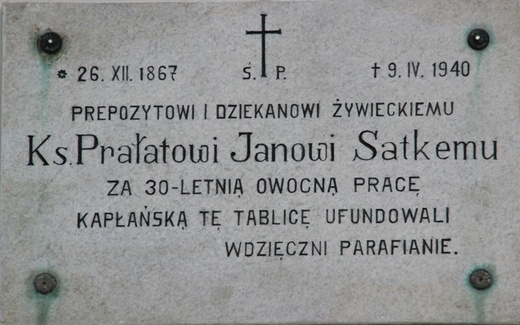 * 26. XII. 1867 Ś. † P. † 9. IV. 1940
PREPOZYTOWI I DZIEKANOWI ŻYWIECKIEMU
Ks. Prałatowi Janowi Satkemu
ZA 30-LETNIĄ OWOCNĄ PRACĘ
KAPŁAŃSKĄ TĘ TABLICĘ UFUNDOWALI
WDZIĘCZNI PARAFIANIE.